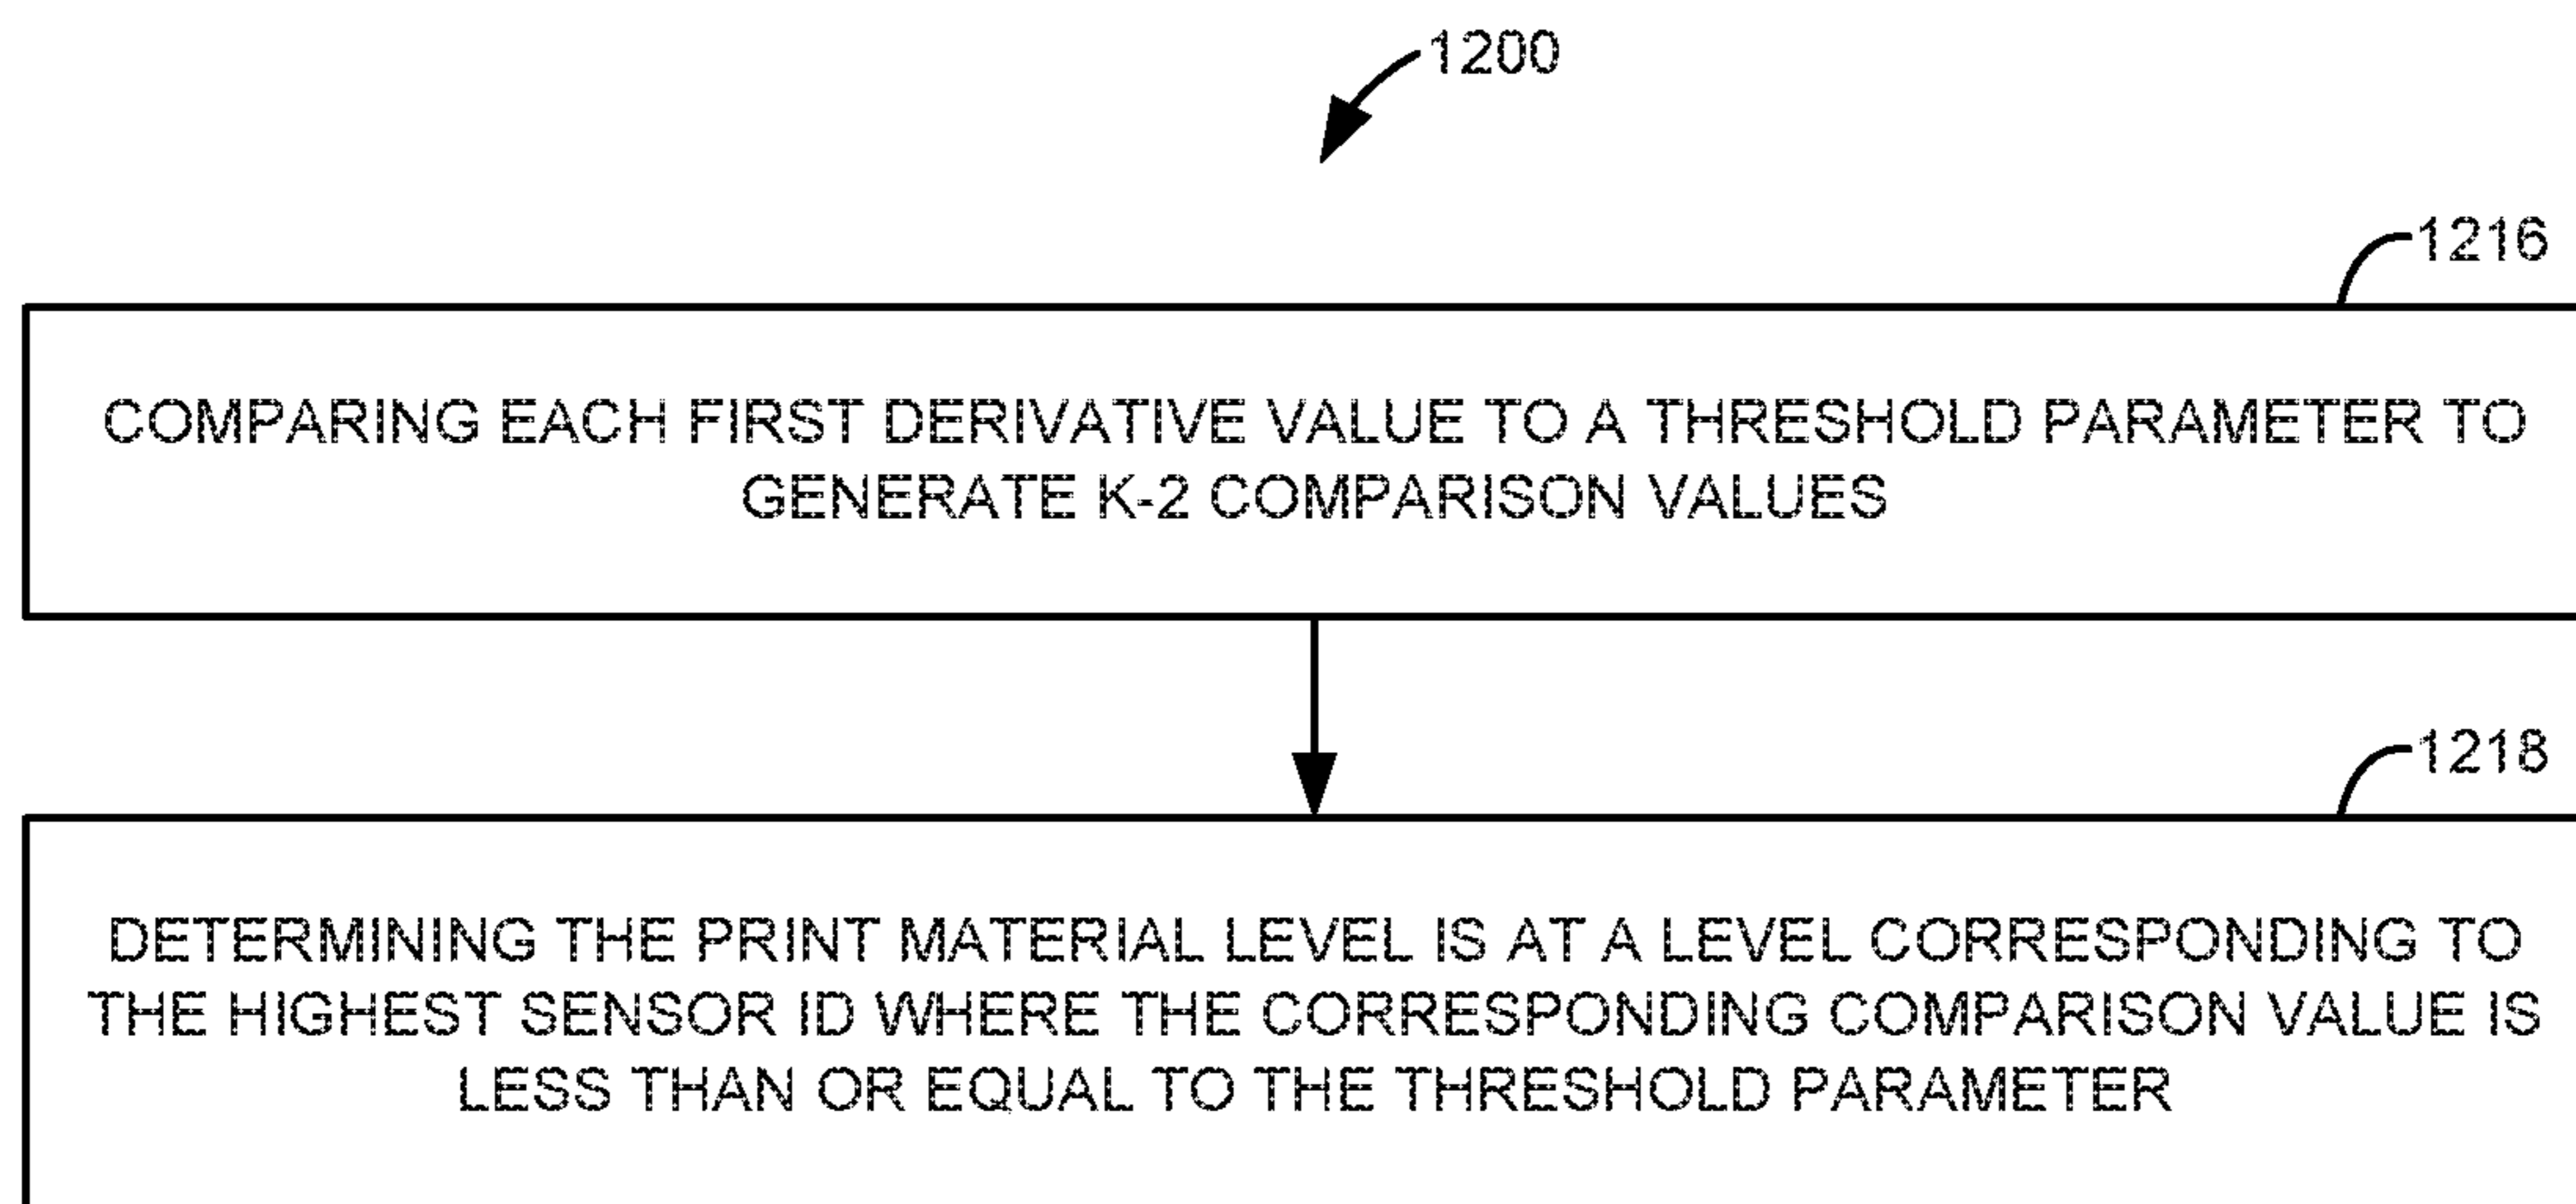 1200
1216
COMPARING EACH FIRST DERIVATIVE VALUE TO A THRESHOLD PARAMETER TO
GENERATE K-2 COMPARISON VALUES
1218
DETERMINING THE PRINT MATERIAL LEVEL IS AT A LEVEL CORRESPONDING TO
THE HIGHEST SENSOR ID WHERE THE CORRESPONDING COMPARISON VALUE IS
LESS THAN OR EQUAL TO THE THRESHOLD PARAMETER